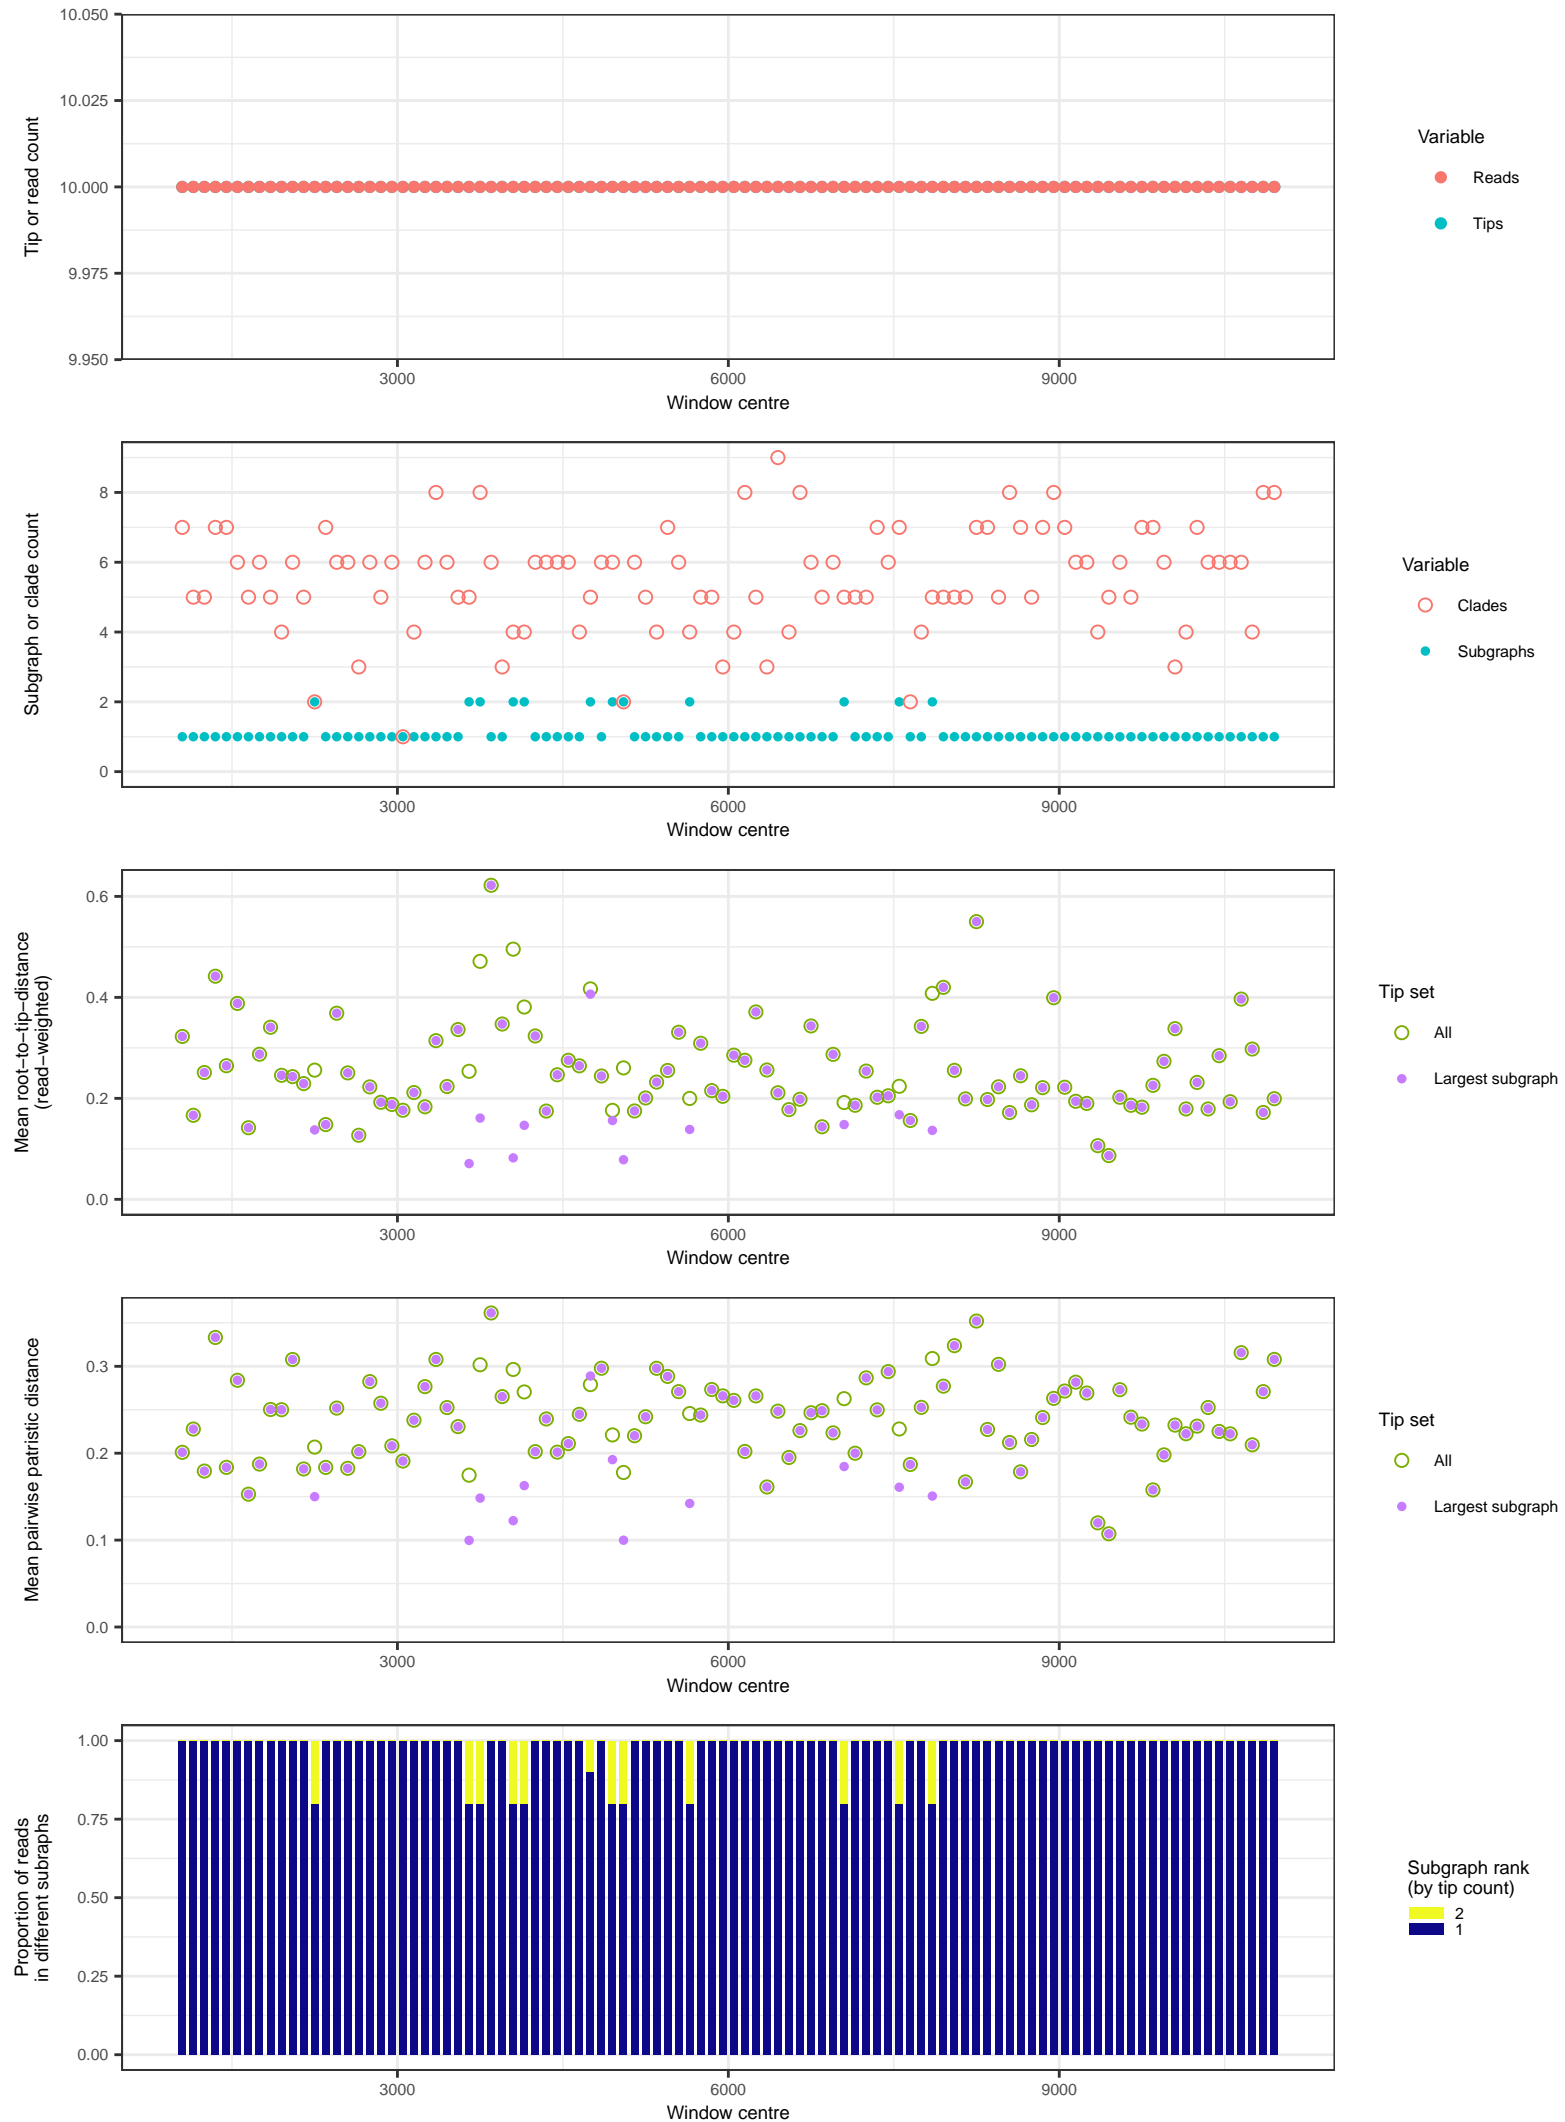 10.050
10.025
10.000
9.975
9.950
Tip or read count
3000
6000
9000
Window centre
Variable
Reads
Tips
8
6
4
2
0
Subgraph or clade count
3000
6000
9000
Window centre
Variable
Clades
Subgraphs
0.6
0.4
0.2
0.0
Mean root−to−tip−distance
(read−weighted)
3000
6000
9000
Window centre
Tip set
All
Largest subgraph
0.3
0.2
0.1
0.0
Mean pairwise patristic distance
3000
6000
9000
Window centre
Tip set
All
Largest subgraph
1.00
0.75
0.50
0.25
0.00
Proportion of reads
in different subraphs
3000
6000
9000
Window centre
Subgraph rank
(by tip count)
2
1